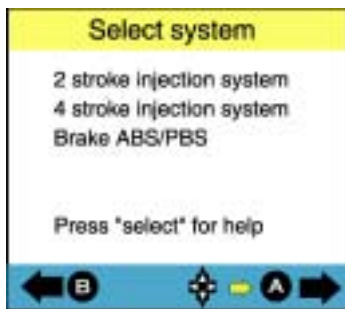 Select system
2 stroke injection system
4 stroke injection system
Brake ABS/PBS
Press "select" for help
B A